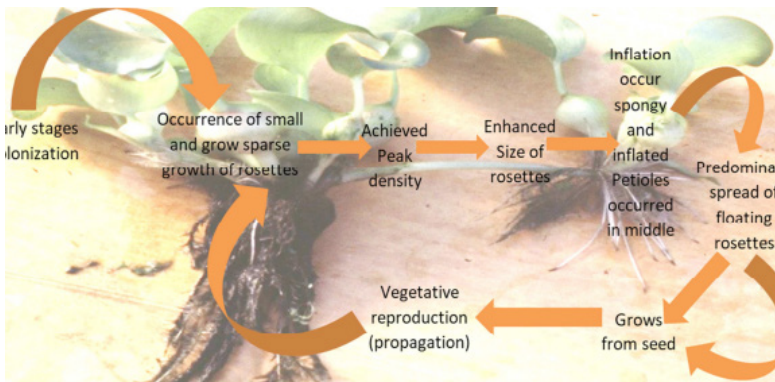 arly stages
olonization
Occurrence of small
and grow sparse
growth of rosettes
Achieved
Peak
density
Enhanced
Size of
rosettes
Inflation
occur
spongy
and
inflated
Petioles
occurred
in middle
Predomina
spread of
floating
rosettes
Grows
from seed
Vegetative
reproduction
(propagation)